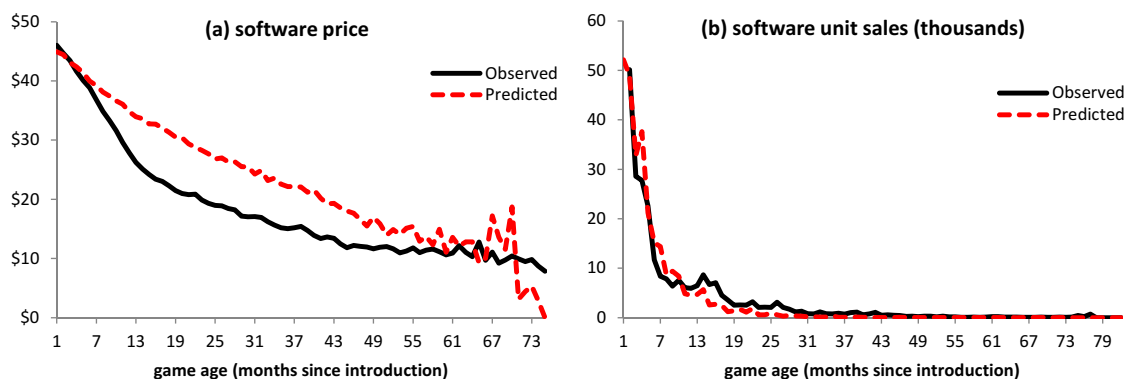 (a) software price
$50
$40
$30
$20
$10
$0
Observed
Predicted
1 7 13 19 25 31 37 43 49 55 61 67 73
game age (months since introduction)
(b) software unit sales (thousands)
60
50
40
30
20
10
0
Observed
Predicted
1 7 13 19 25 31 37 43 49 55 61 67 73 79
game age (months since introduction)